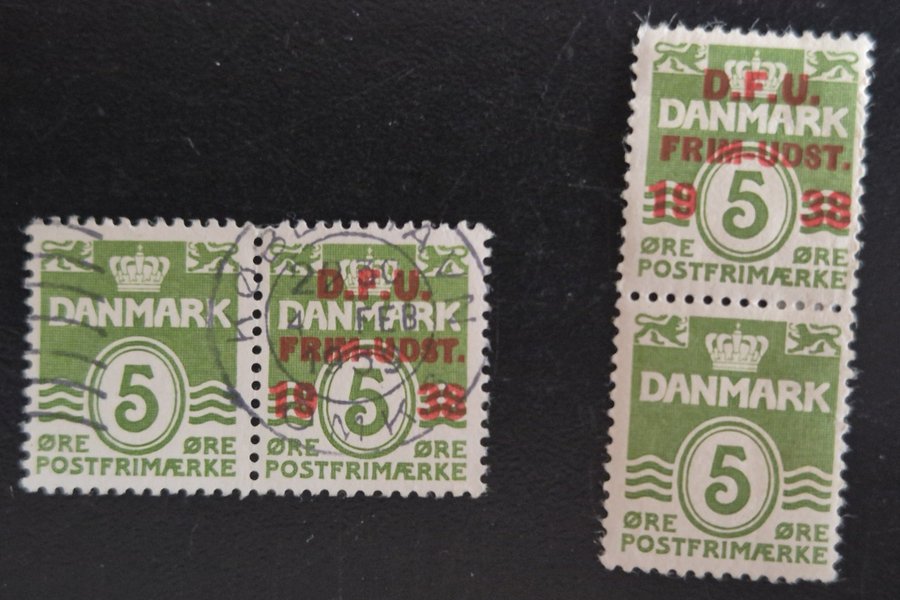 DANMARK
5
ØRE ØRE
POSTFRIMÆRKE
D.F.U.
DANMARK
FRIM-UDST.
19 5 38
ØRE ØRE
POSTFRIMÆRKE
FEB
D.F.U.
DANMARK
FRIM-UDST.
19 5 38
ØRE ØRE
POSTFRIMÆRKE
DANMARK
5
ØRE ØRE
POSTFRIMÆRKE